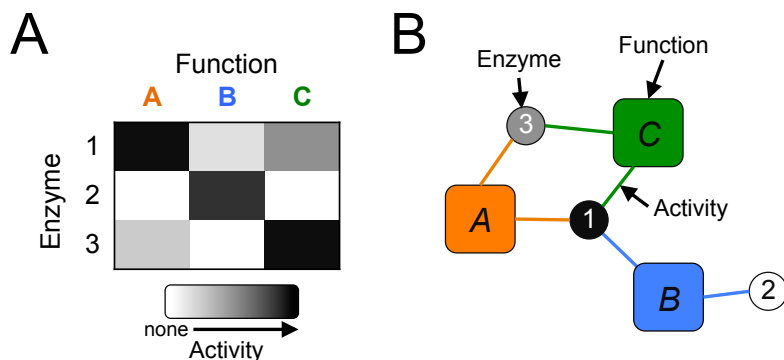 A
Function
A B C
Enzyme
1
2
3
none
Activity
B
Enzyme
Function
3
C
A
1
Activity
B
2